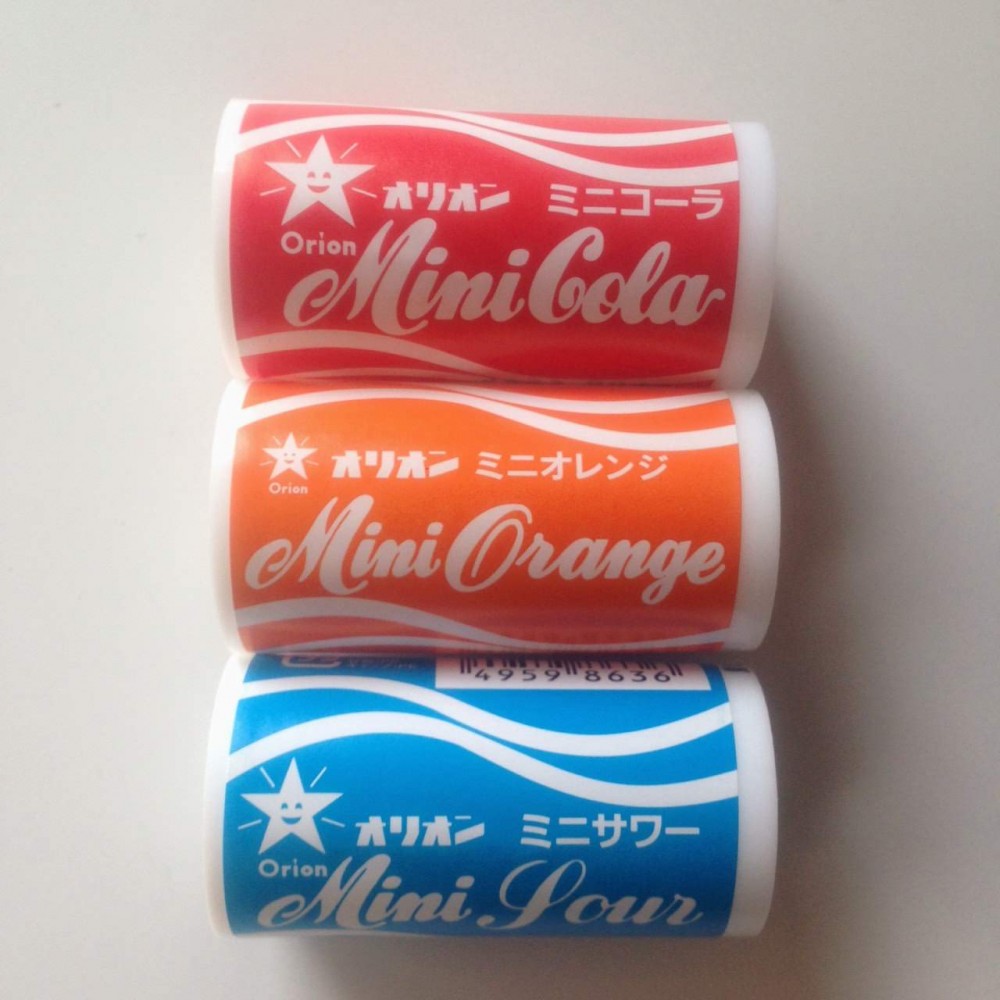 オリオン ミニコーラ
Orion
Mini Cola
オリオン ミニオレンジ
Orion
Mini Orange
4959 8636
オリオン ミニサワー
Orion
Mini Sour